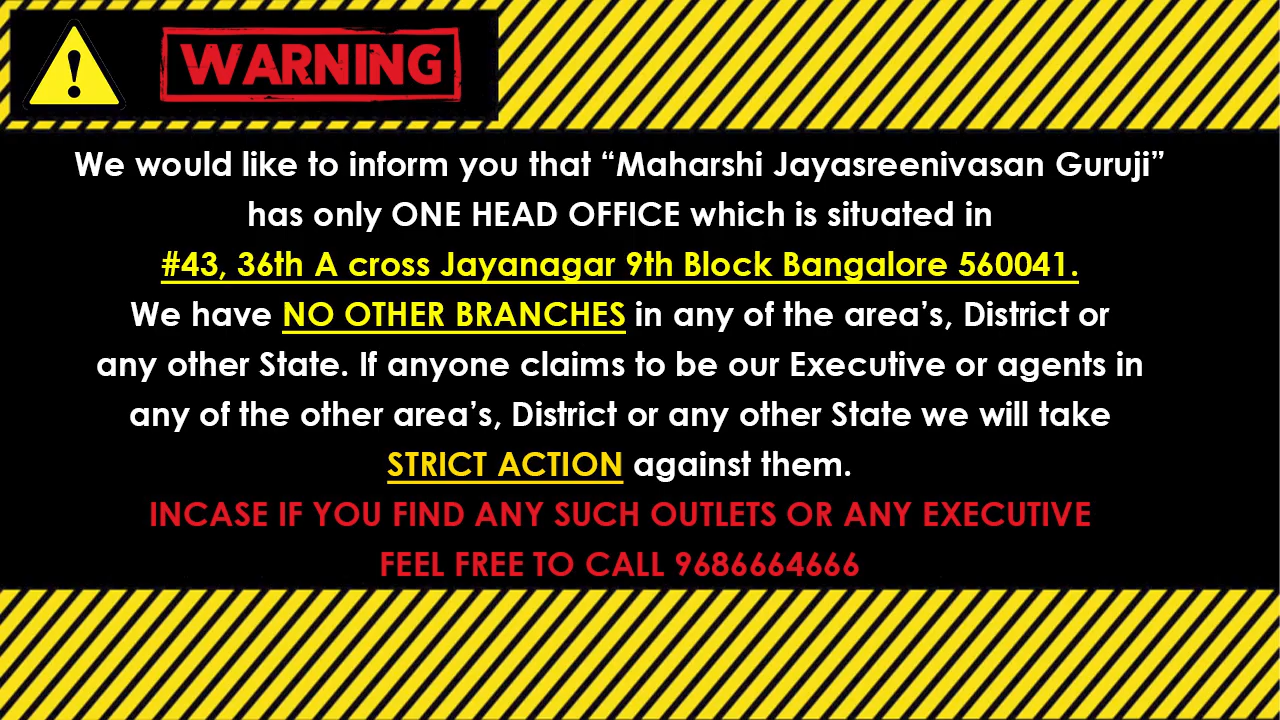 WARNING
We would like to inform you that “Maharshi Jayasreenivasan Guruji”
has only ONE HEAD OFFICE which is situated in
#43, 36th A cross Jayanagar 9th Block Bangalore 560041.
We have NO OTHER BRANCHES in any of the area’s, District or
any other State. If anyone claims to be our Executive or agents in
any of the other area’s, District or any other State we will take
STRICT ACTION against them.
INCASE IF YOU FIND ANY SUCH OUTLETS OR ANY EXECUTIVE
FEEL FREE TO CALL 9686664666